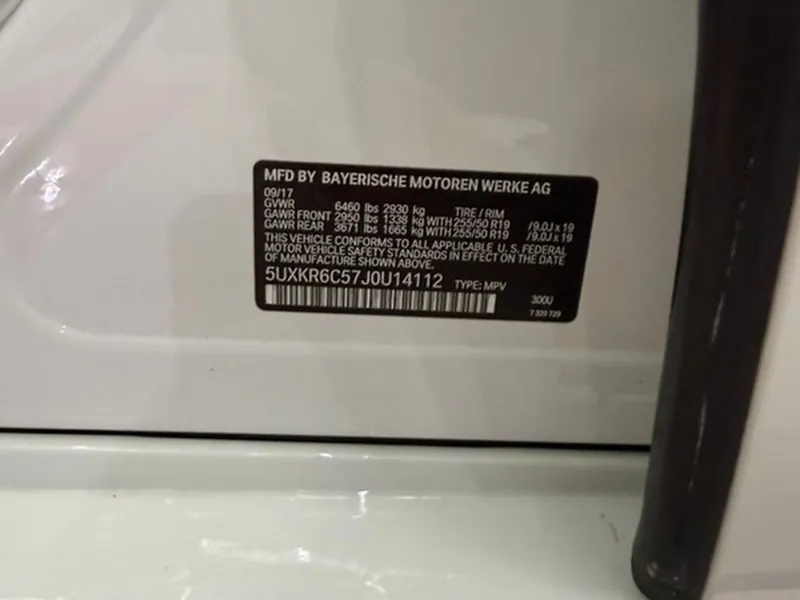 MFD BY BAYERISCHE MOTOREN WERKE AG
09/17
GVWR 6460 lbs 2930 kg TIRE / RIM
GAWR FRONT 2950 lbs 1338 kg WITH 255/50 R19 /9.0J x 19
GAWR REAR 3671 lbs 1665 kg WITH 255/50 R19 /9.0J x 19
THIS VEHICLE CONFORMS TO ALL APPLICABLE U. S. FEDERAL
MOTOR VEHICLE SAFETY STANDARDS IN EFFECT ON THE DATE
OF MANUFACTURE SHOWN ABOVE.
5UXKR6C57J0U14112 TYPE: MPV 300U
7 320 729